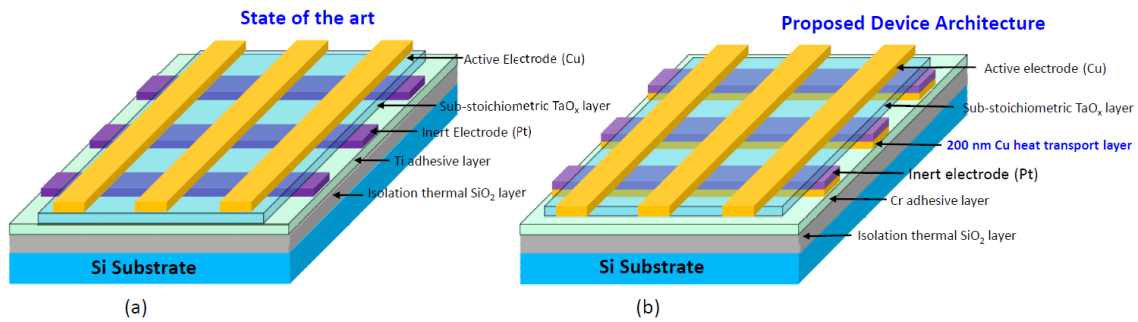 State of the art
Active Electrode (Cu)
Sub-stoichiometric TaOₓ layer
Inert Electrode (Pt)
Ti adhesive layer
Isolation thermal SiO₂ layer
Si Substrate
(a)
Proposed Device Architecture
Active electrode (Cu)
Sub-stoichiometric TaOₓ layer
200 nm Cu heat transport layer
Inert electrode (Pt)
Cr adhesive layer
Isolation thermal SiO₂ layer
Si Substrate
(b)